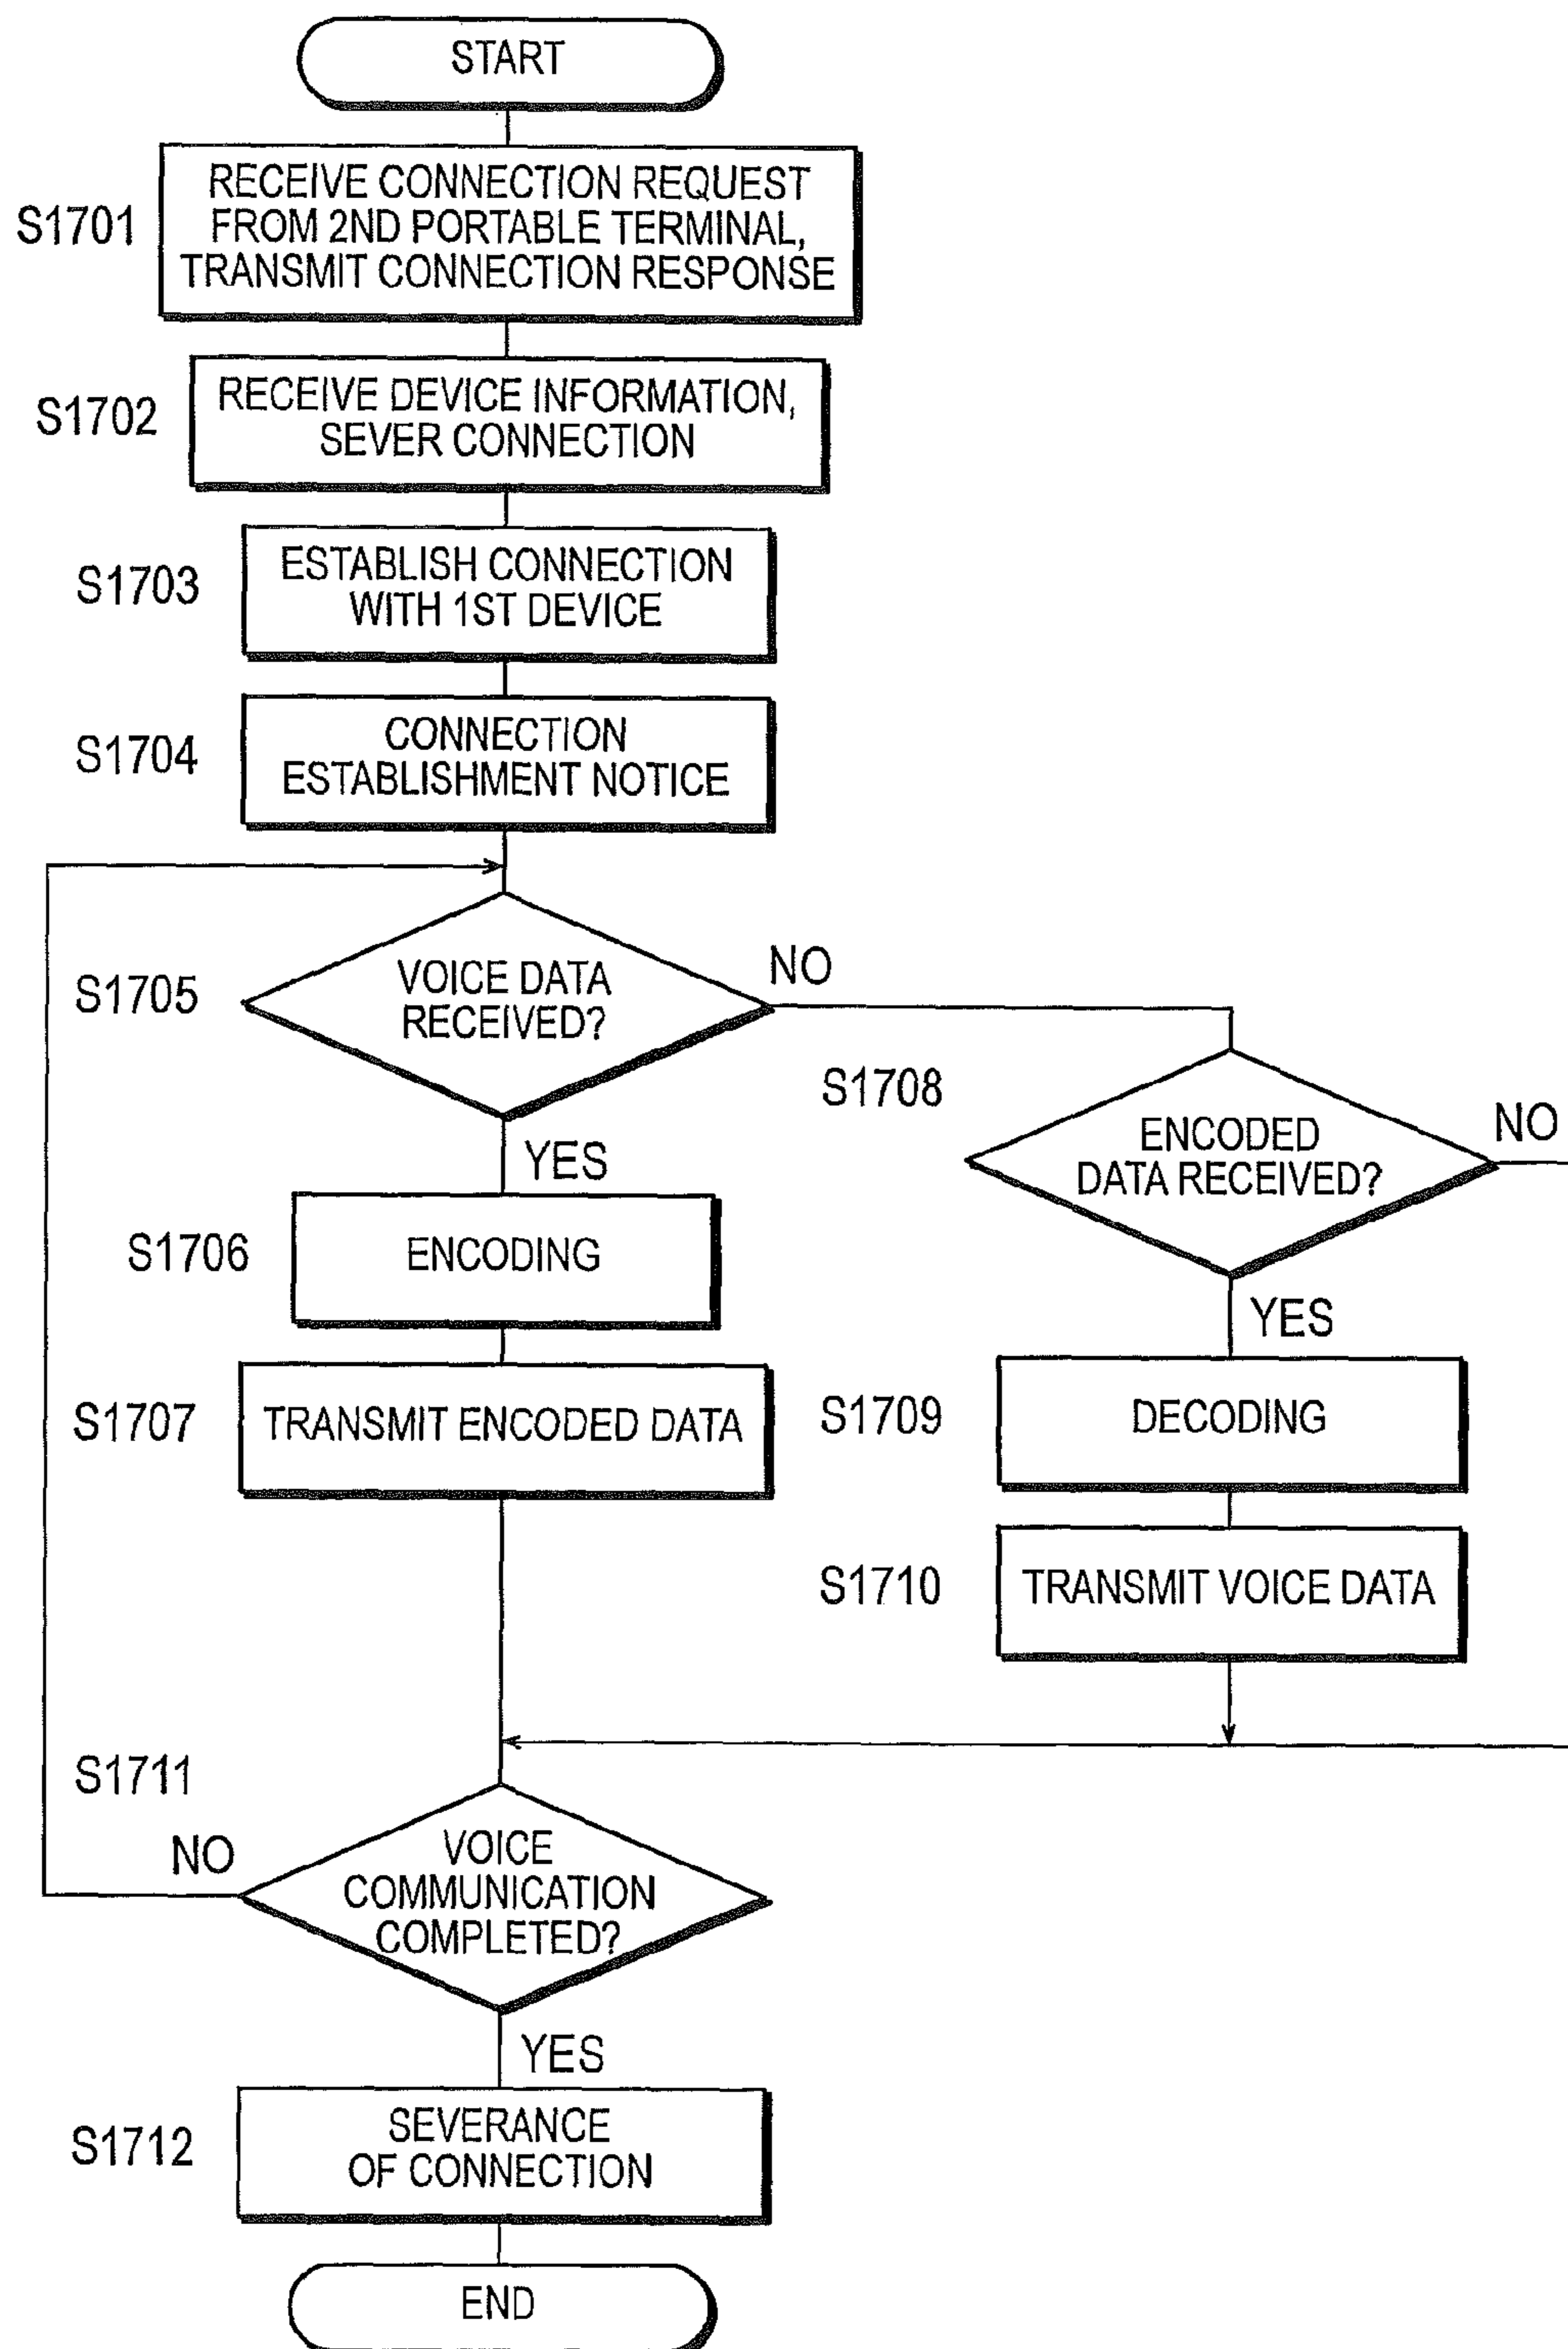 START
S1701
RECEIVE CONNECTION REQUEST
FROM 2ND PORTABLE TERMINAL,
TRANSMIT CONNECTION RESPONSE
S1702
RECEIVE DEVICE INFORMATION,
SEVER CONNECTION
S1703
ESTABLISH CONNECTION
WITH 1ST DEVICE
S1704
CONNECTION
ESTABLISHMENT NOTICE
S1705
VOICE DATA
RECEIVED?
NO
YES
S1708
ENCODED
DATA RECEIVED?
NO
YES
S1706
ENCODING
S1707
TRANSMIT ENCODED DATA
S1709
DECODING
S1710
TRANSMIT VOICE DATA
S1711
NO
VOICE
COMMUNICATION
COMPLETED?
YES
S1712
SEVERANCE
OF CONNECTION
END